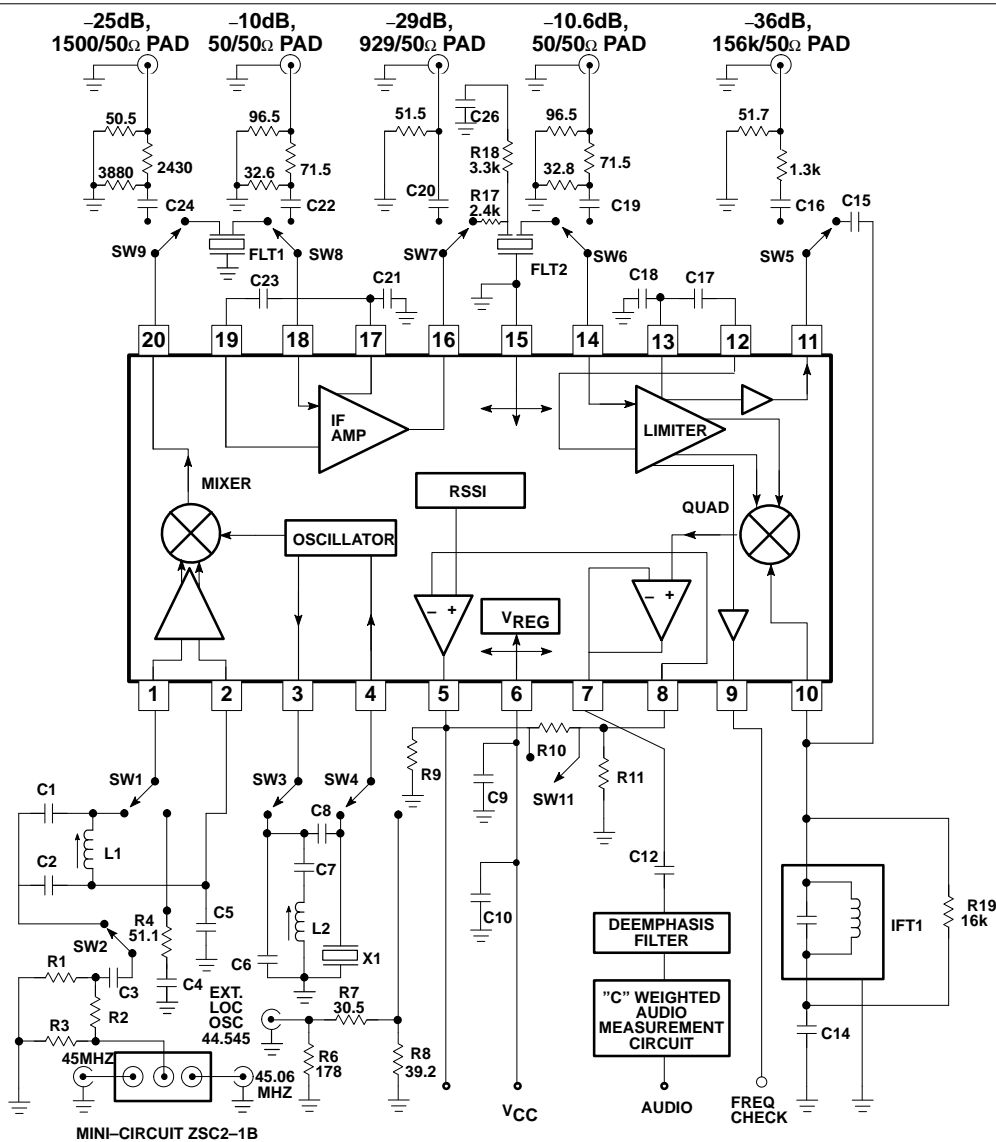 –25dB,
1500/50Ω PAD
–10dB,
50/50Ω PAD
–29dB,
929/50Ω PAD
–10.6dB,
50/50Ω PAD
–36dB,
156k/50Ω PAD
50.5
2430
3880
C24
96.5
71.5
32.6
C22
51.5
C20
C26
R18
3.3k
R17
2.4k
96.5
71.5
32.8
C19
51.7
1.3k
C16
C15
SW9
FLT1
SW8
SW7
FLT2
SW6
SW5
C23
C21
C18
C17
20
19
18
17
16
15
14
13
12
11
IF
AMP
LIMITER
MIXER
RSSI
QUAD
OSCILLATOR
– +
VREG
– +
1
2
3
4
5
6
7
8
9
10
SW1
C1
L1
C2
R4
51.1
C5
SW2
C3
C4
R1
R2
R3
45MHZ
45.06
MHZ
MINI–CIRCUIT ZSC2–1B
SW3
SW4
C8
C7
L2
C6
X1
EXT.
LOC
OSC
44.545
R7
30.5
R6
178
R8
39.2
R9
R10
SW11
R11
C9
C10
VCC
C12
DEEMPHASIS
FILTER
"C" WEIGHTED
AUDIO
MEASUREMENT
CIRCUIT
AUDIO
FREQ
CHECK
IFT1
R19
16k
C14